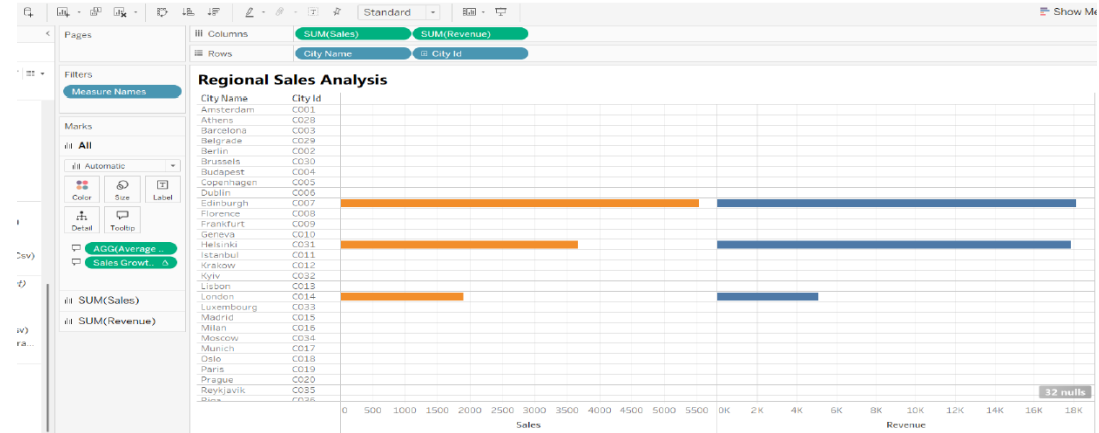 Standard
Show Me
Pages
Columns SUM(Sales) SUM(Revenue)
Rows City Name City Id
Filters
Measure Names
Marks
All
Automatic
Color Size Label
Detail Tooltip
AGG(Average ..
Sales Growt..
SUM(Sales)
SUM(Revenue)
Csv)
Regional Sales Analysis
City Name City Id
Amsterdam C001
Athens C028
Barcelona C003
Belgrade C029
Berlin C002
Brussels C030
Budapest C004
Copenhagen C005
Dublin C006
Edinburgh C007
Florence C008
Frankfurt C009
Geneva C010
Helsinki C031
Istanbul C011
Krakow C012
Kyiv C032
Lisbon C013
London C014
Luxembourg C033
Madrid C015
Milan C016
Moscow C034
Munich C017
Oslo C018
Paris C019
Prague C020
Reykjavik C035
32 nulls
0 500 1000 1500 2000 2500 3000 3500 4000 4500 5000 5500 0K 2K 4K 6K 8K 10K 12K 14K 16K 18K
Sales Revenue